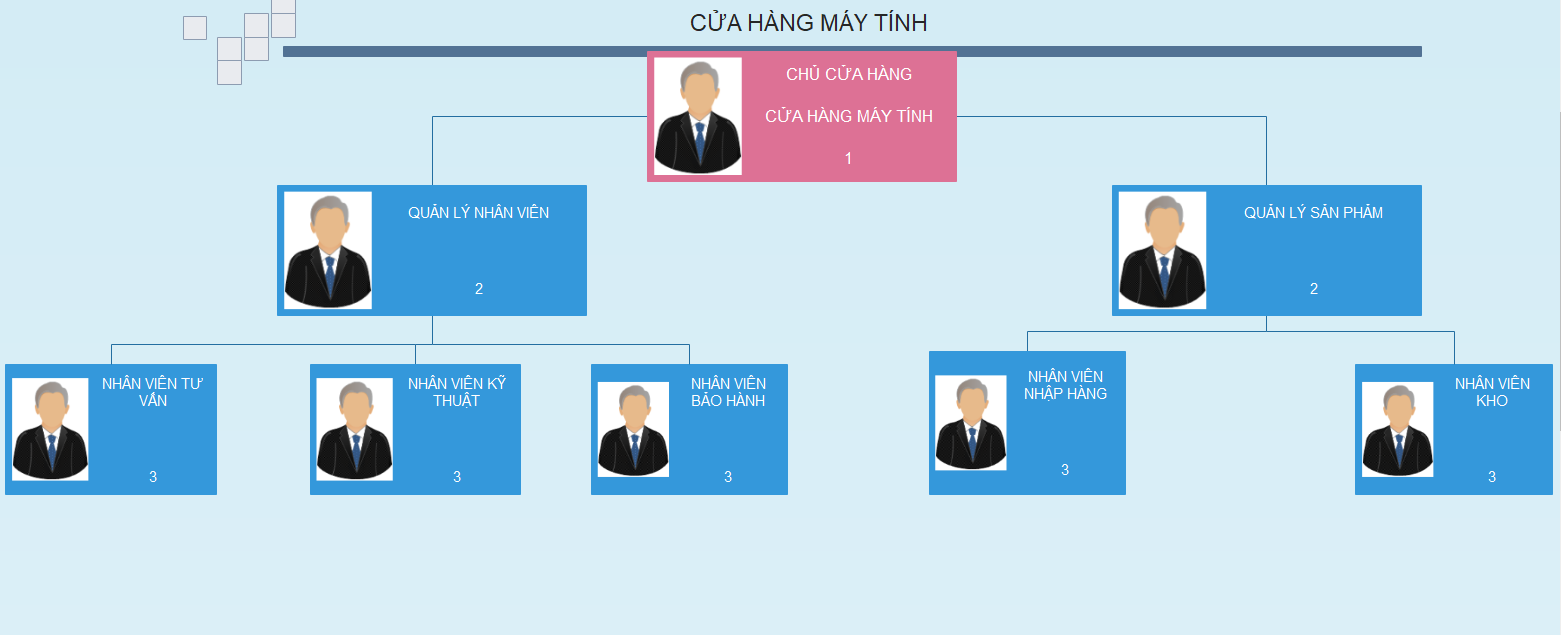 CỬA HÀNG MÁY TÍNH
CHỦ CỬA HÀNG
CỬA HÀNG MÁY TÍNH
1
QUẢN LÝ NHÂN VIÊN
2
QUẢN LÝ SẢN PHẨM
2
NHÂN VIÊN TƯ
VẤN
3
NHÂN VIÊN KỸ
THUẬT
3
NHÂN VIÊN
BẢO HÀNH
3
NHÂN VIÊN
NHẬP HÀNG
3
NHÂN VIÊN
KHO
3